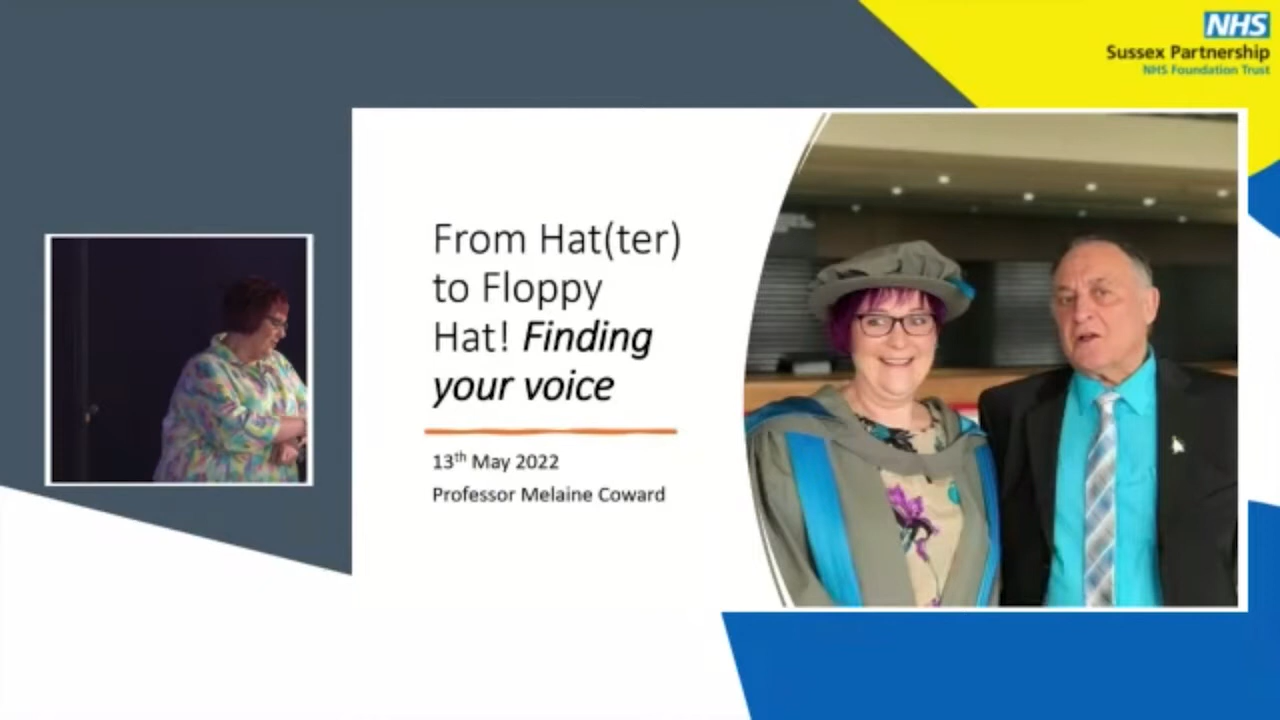 NHS
Sussex Partnership
NHS Foundation Trust
From Hat(ter)
to Floppy
Hat! Finding
your voice
13th May 2022
Professor Melaine Coward